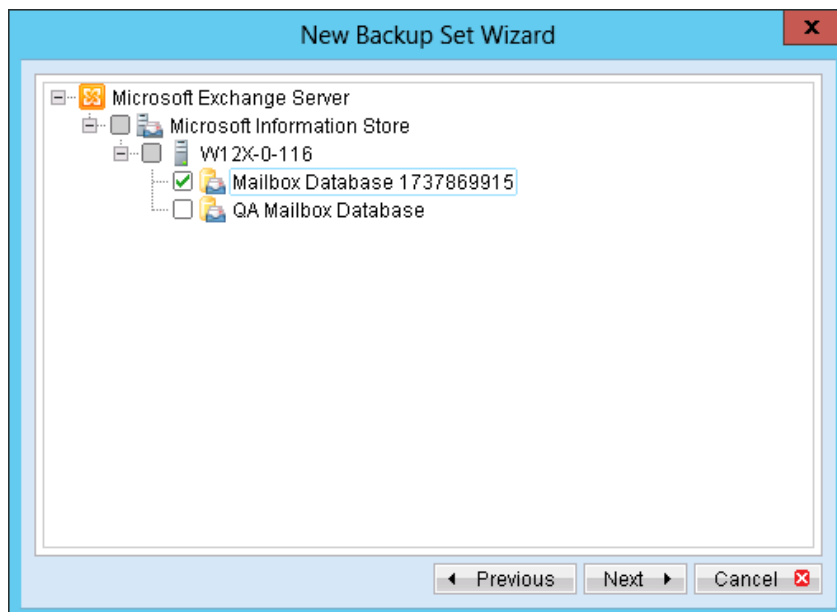 New Backup Set Wizard
x
Microsoft Exchange Server
Microsoft Information Store
W12X-0-116
Mailbox Database 1737869915
QA Mailbox Database
Previous
Next
Cancel